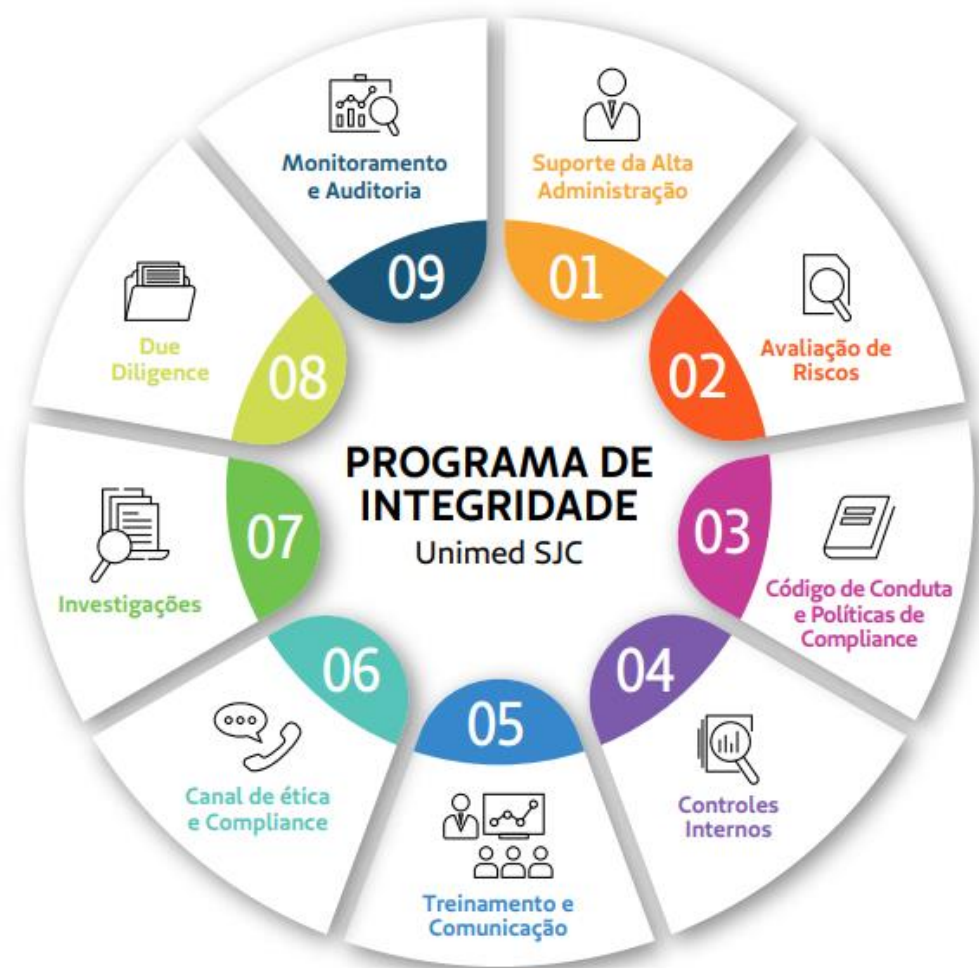 PROGRAMA DE
INTEGRIDADE
Unimed SJC
01
Suporte da Alta
Administração
02
Avaliação de
Riscos
03
Código de Conduta
e Políticas de
Compliance
04
Controles
Internos
05
Treinamento e
Comunicação
06
Canal de ética
e Compliance
07
Investigações
08
Due
Diligence
09
Monitoramento
e Auditoria